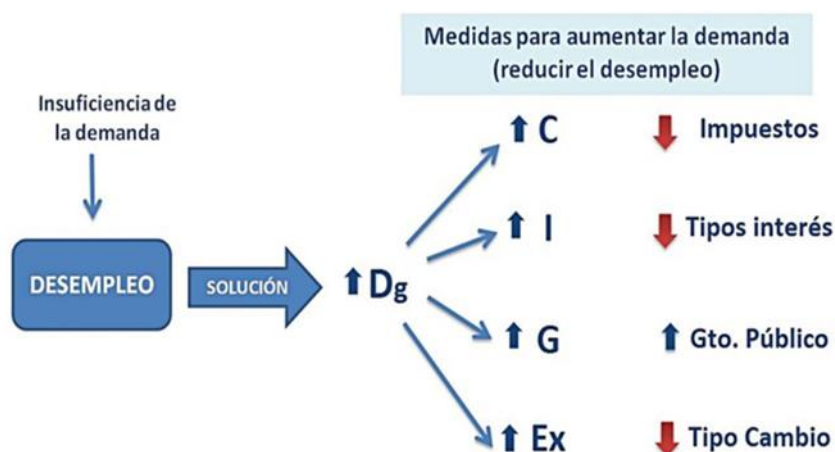 Medidas para aumentar la demanda
(reducir el desempleo)
Insuficiencia de
la demanda
DESEMPLEO
SOLUCIÓN
Dg
C
Impuestos
I
Tipos interés
G
Gto. Público
Ex
Tipo Cambio